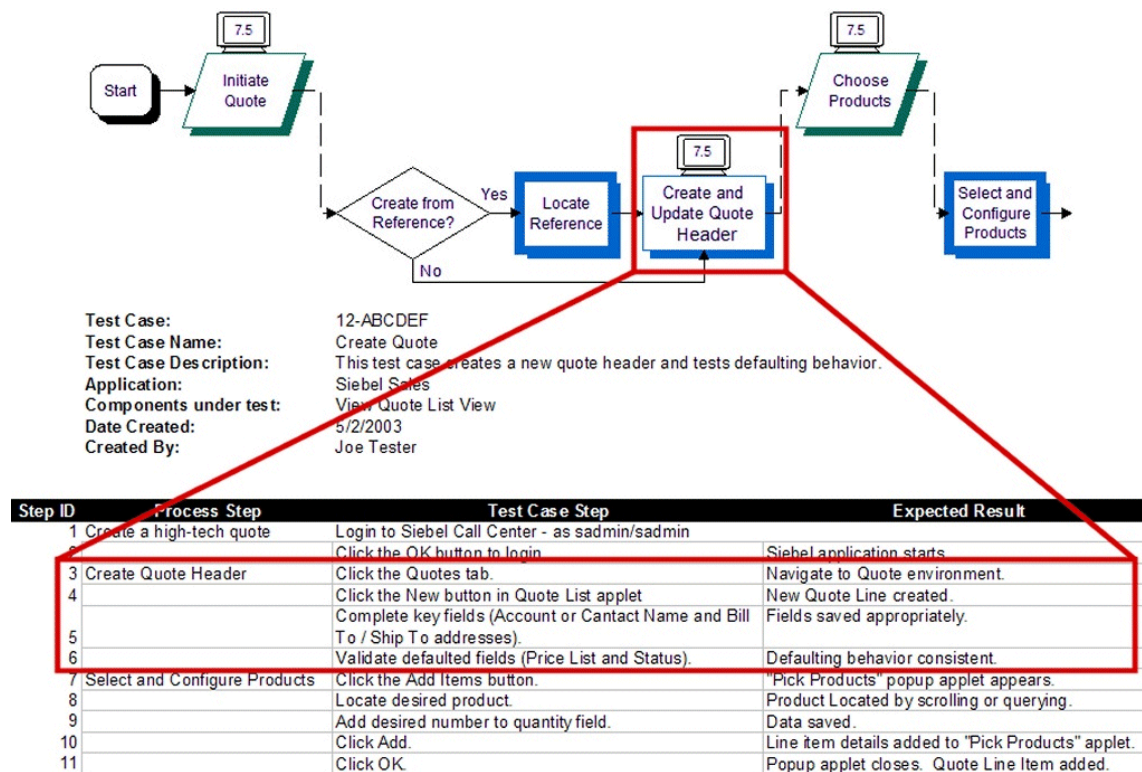 7.5
7.5
Start
Initiate
Quote
Choose
Products
7.5
Create from
Reference?
Yes
Locate
Reference
Create and
Update Quote
Header
Select and
Configure
Products
No
Test Case: 12-ABCDEF
Test Case Name: Create Quote
Test Case Description: This test case creates a new quote header and tests defaulting behavior.
Application: Siebel Sales
Components under test: View Quote List View
Date Created: 5/2/2003
Created By: Joe Tester
Step ID Process Step Test Case Step Expected Result
1 Create a high-tech quote Login to Siebel Call Center - as sadmin/sadmin
2 Click the OK button to login Siebel application starts.
3 Create Quote Header Click the Quotes tab. Navigate to Quote environment.
4 Click the New button in Quote List applet New Quote Line created.
Complete key fields (Account or Cantact Name and Bill Fields saved appropriately.
5 To / Ship To addresses).
6 Validate defaulted fields (Price List and Status). Defaulting behavior consistent.
7 Select and Configure Products Click the Add Items button. "Pick Products" popup applet appears.
8 Locate desired product. Product Located by scrolling or querying.
9 Add desired number to quantity field. Data saved.
10 Click Add. Line item details added to "Pick Products" applet.
11 Click OK. Popup applet closes. Quote Line Item added.